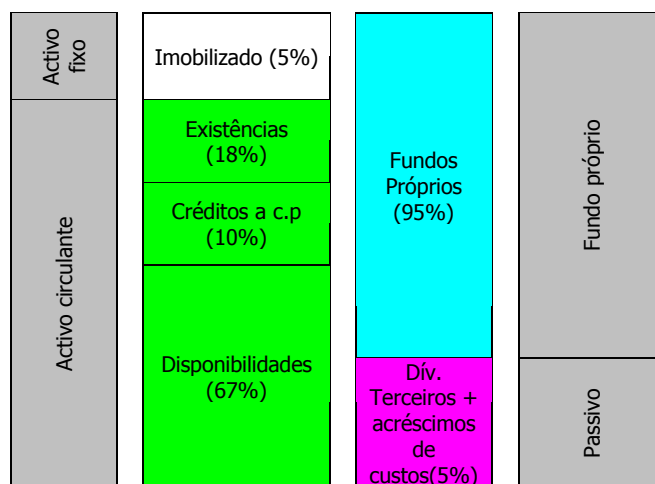 Activo
fixo
Imobilizado (5%)
Existências
(18%)
Créditos a c.p
(10%)
Activo circulante
Disponibilidades
(67%)
Fundos
Próprios
(95%)
Dív.
Terceiros +
acréscimos
de
custos(5%)
Fundo próprio
Passivo